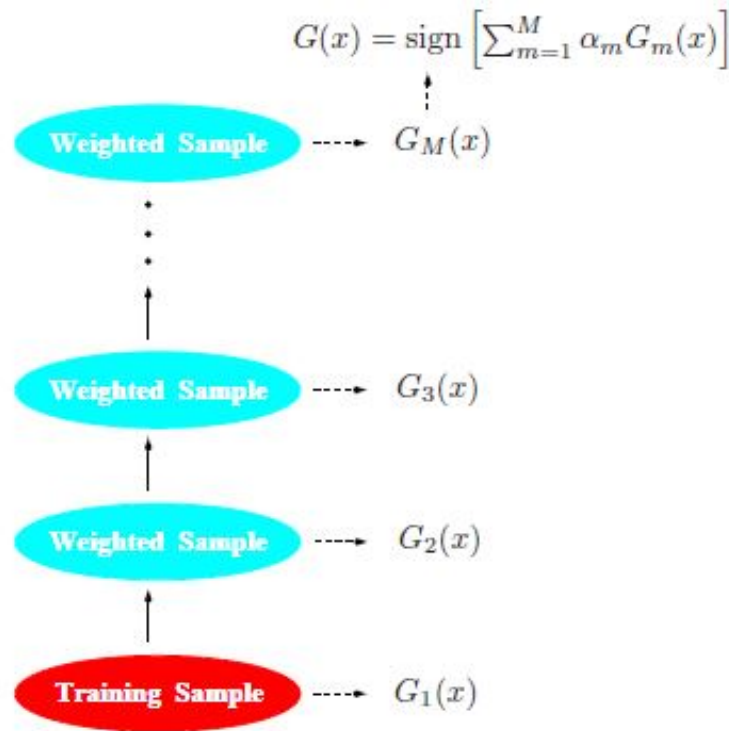 G(x) = sign [∑_{m=1}^{M} α_m G_m(x)]
Weighted Sample G_M(x)
Weighted Sample G_3(x)
Weighted Sample G_2(x)
Training Sample G_1(x)